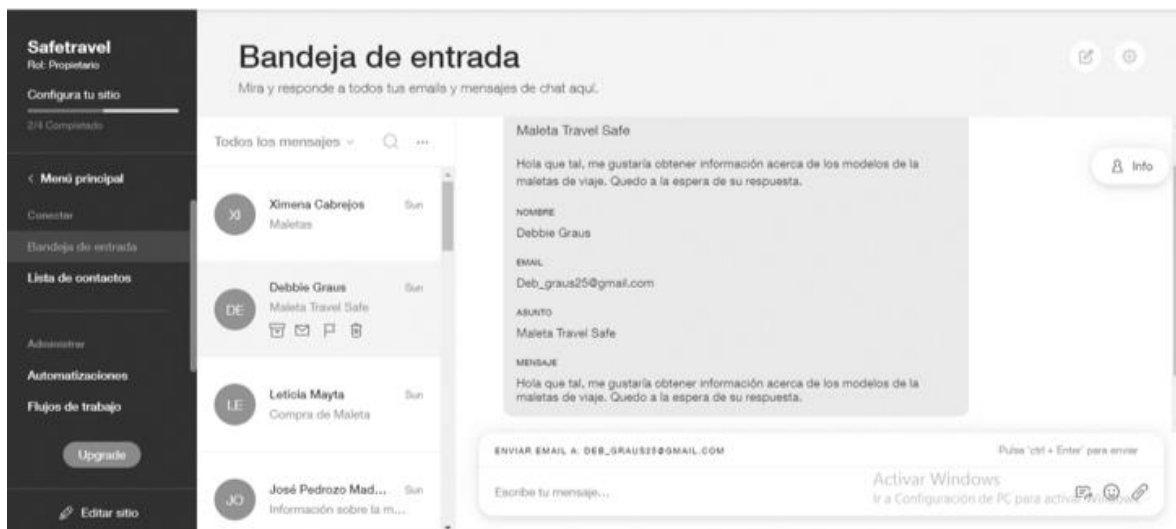 Safetravel
Rol: Propietario
Configura tu sitio
2/4 Completado
< Menú principal
Conectar
Bandeja de entrada
Lista de contactos
Administrar
Automatizaciones
Flujos de trabajo
Upgrade
Editar sitio
Bandeja de entrada
Mira y responde a todos tus emails y mensajes de chat aquí.
Todos los mensajes
XI
Ximena Cabrejos
Sun
Maletas
DE
Debbie Graus
Sun
Maleta Travel Safe
LE
Leticia Mayta
Sun
Compra de Maleta
JO
José Pedrozo Mad...
Sun
Información sobre la m...
Maleta Travel Safe
Hola que tal, me gustaría obtener información acerca de los modelos de la
maletas de viaje. Quedo a la espera de su respuesta.
NOMBRE
Debbie Graus
EMAIL
Deb_graus25@gmail.com
ASUNTO
Maleta Travel Safe
MENSAJE
Hola que tal, me gustaría obtener información acerca de los modelos de la
maletas de viaje. Quedo a la espera de su respuesta.
Info
ENVIAR EMAIL A: DEB_GRAUS25@GMAIL.COM
Pulsa 'ctrl + Enter' para enviar
Escribe tu mensaje...
Activar Windows
Ir a Configuración de PC para activar Windows.